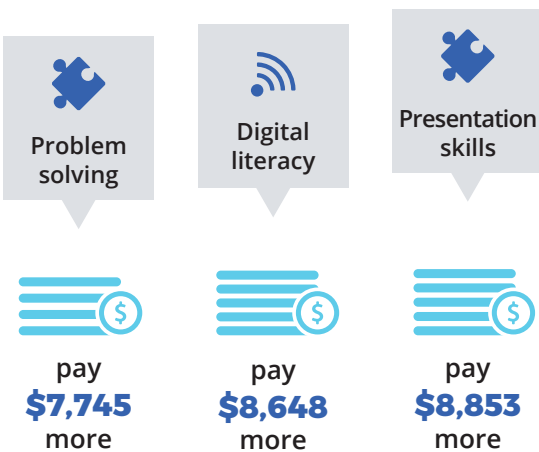 Problem
solving
Digital
literacy
Presentation
skills
$
$
$
pay
$7,745
more
pay
$8,648
more
pay
$8,853
more